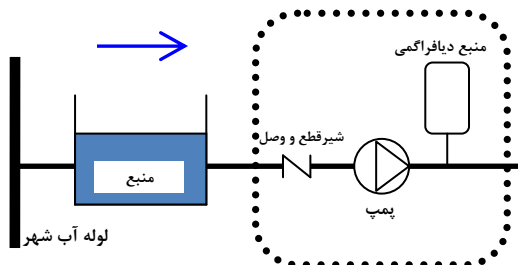 منبع دیافراگمی
شیرقطع و وصل
منبع
پمپ
لوله آب شهر